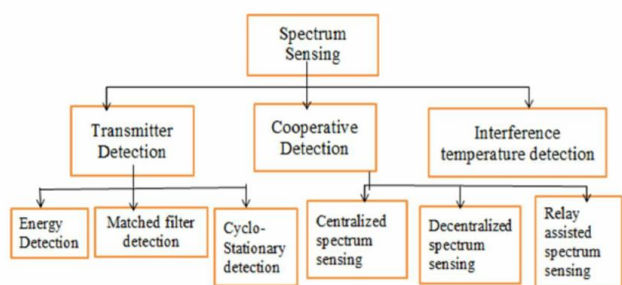 Spectrum
Sensing
Transmitter
Detection
Cooperative
Detection
Interference
temperature detection
Energy
Detection
Matched filter
detection
Cyclo-
Stationary
detection
Centralized
spectrum
sensing
Decentralized
spectrum
sensing
Relay
assisted
spectrum
sensing